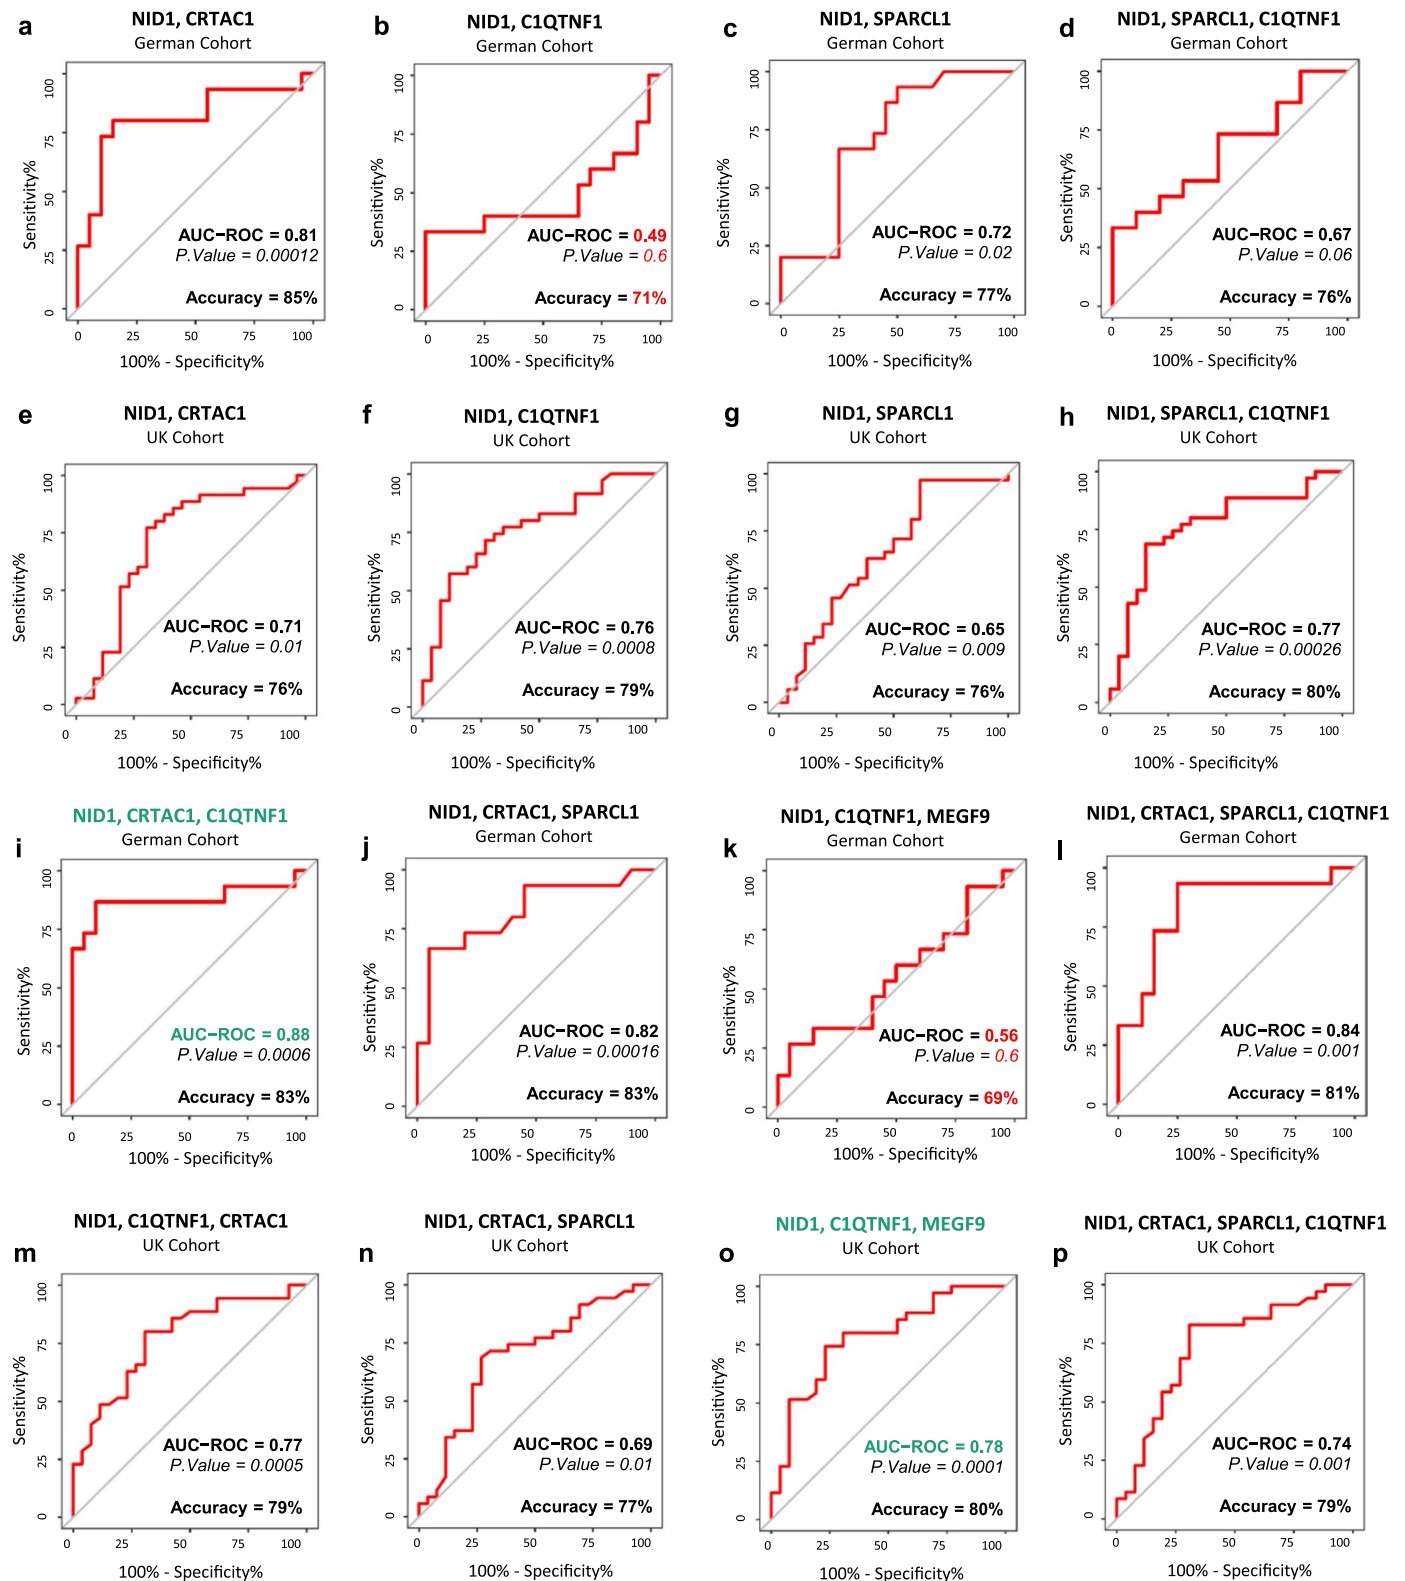 a
NID1, CRTAC1
German Cohort
Sensitivity%
100
75
50
25
0
AUC−ROC = 0.81
P.Value = 0.00012
Accuracy = 85%
0 25 50 75 100
100% - Specificity%
b
NID1, C1QTNF1
German Cohort
Sensitivity%
100
75
50
25
0
AUC−ROC = 0.49
P.Value = 0.6
Accuracy = 71%
0 25 50 75 100
100% - Specificity%
c
NID1, SPARCL1
German Cohort
Sensitivity%
100
75
50
25
0
AUC−ROC = 0.72
P.Value = 0.02
Accuracy = 77%
0 25 50 75 100
100% - Specificity%
d
NID1, SPARCL1, C1QTNF1
German Cohort
Sensitivity%
100
75
50
25
0
AUC−ROC = 0.67
P.Value = 0.06
Accuracy = 76%
0 25 50 75 100
100% - Specificity%
e
NID1, CRTAC1
UK Cohort
Sensitivity%
100
75
50
25
0
AUC−ROC = 0.71
P.Value = 0.01
Accuracy = 76%
0 25 50 75 100
100% - Specificity%
f
NID1, C1QTNF1
UK Cohort
Sensitivity%
100
75
50
25
0
AUC−ROC = 0.76
P.Value = 0.0008
Accuracy = 79%
0 25 50 75 100
100% - Specificity%
g
NID1, SPARCL1
UK Cohort
Sensitivity%
100
75
50
25
0
AUC−ROC = 0.65
P.Value = 0.009
Accuracy = 76%
0 25 50 75 100
100% - Specificity%
h
NID1, SPARCL1, C1QTNF1
UK Cohort
Sensitivity%
100
75
50
25
0
AUC−ROC = 0.77
P.Value = 0.00026
Accuracy = 80%
0 25 50 75 100
100% - Specificity%
i
NID1, CRTAC1, C1QTNF1
German Cohort
Sensitivity%
100
75
50
25
0
AUC−ROC = 0.88
P.Value = 0.0006
Accuracy = 83%
0 25 50 75 100
100% - Specificity%
j
NID1, CRTAC1, SPARCL1
German Cohort
Sensitivity%
100
75
50
25
0
AUC−ROC = 0.82
P.Value = 0.00016
Accuracy = 83%
0 25 50 75 100
100% - Specificity%
k
NID1, C1QTNF1, MEGF9
German Cohort
Sensitivity%
100
75
50
25
0
AUC−ROC = 0.56
P.Value = 0.6
Accuracy = 69%
0 25 50 75 100
100% - Specificity%
l
NID1, CRTAC1, SPARCL1, C1QTNF1
German Cohort
Sensitivity%
100
75
50
25
0
AUC−ROC = 0.84
P.Value = 0.001
Accuracy = 81%
0 25 50 75 100
100% - Specificity%
m
NID1, C1QTNF1, CRTAC1
UK Cohort
Sensitivity%
100
75
50
25
0
AUC−ROC = 0.77
P.Value = 0.0005
Accuracy = 79%
0 25 50 75 100
100% - Specificity%
n
NID1, CRTAC1, SPARCL1
UK Cohort
Sensitivity%
100
75
50
25
0
AUC−ROC = 0.69
P.Value = 0.01
Accuracy = 77%
0 25 50 75 100
100% - Specificity%
o
NID1, C1QTNF1, MEGF9
UK Cohort
Sensitivity%
100
75
50
25
0
AUC−ROC = 0.78
P.Value = 0.0001
Accuracy = 80%
0 25 50 75 100
100% - Specificity%
p
NID1, CRTAC1, SPARCL1, C1QTNF1
UK Cohort
Sensitivity%
100
75
50
25
0
AUC−ROC = 0.74
P.Value = 0.001
Accuracy = 79%
0 25 50 75 100
100% - Specificity%